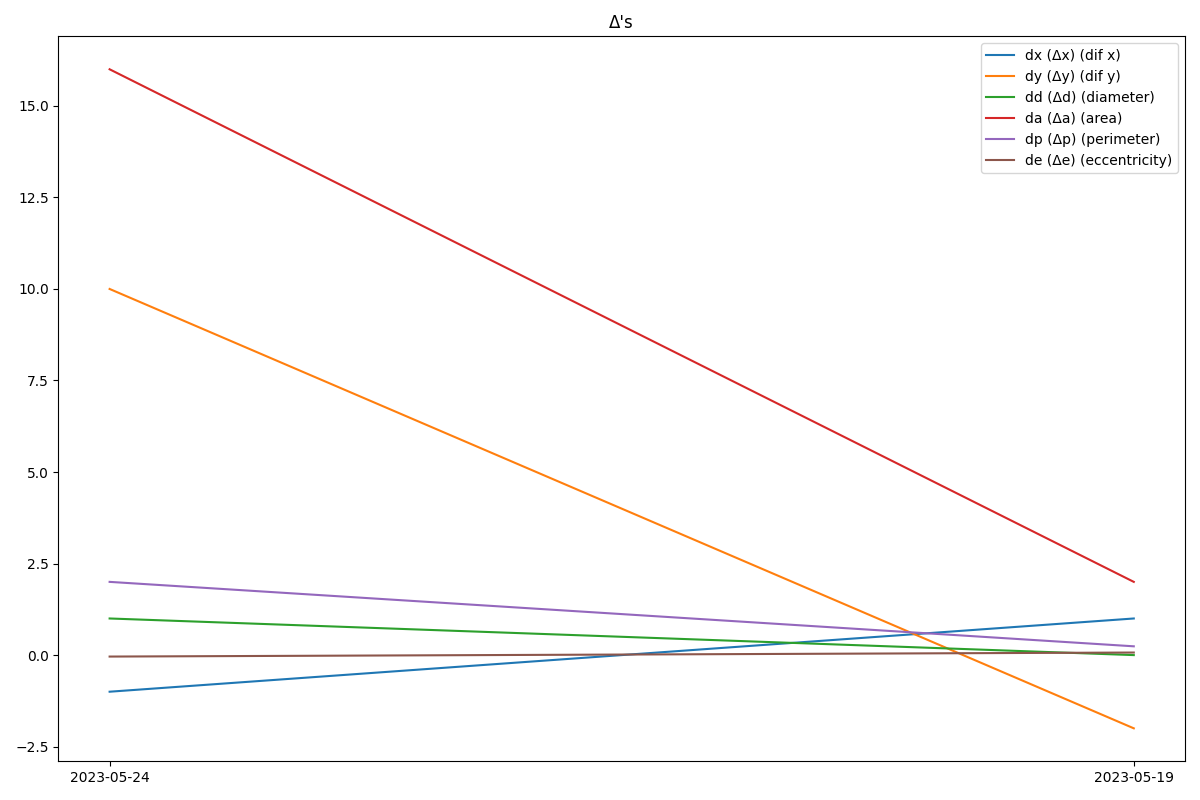 Δ's
dx (Δx) (dif x)
dy (Δy) (dif y)
dd (Δd) (diameter)
da (Δa) (area)
dp (Δp) (perimeter)
de (Δe) (eccentricity)
15.0
12.5
10.0
7.5
5.0
2.5
0.0
−2.5
2023-05-24 2023-05-19